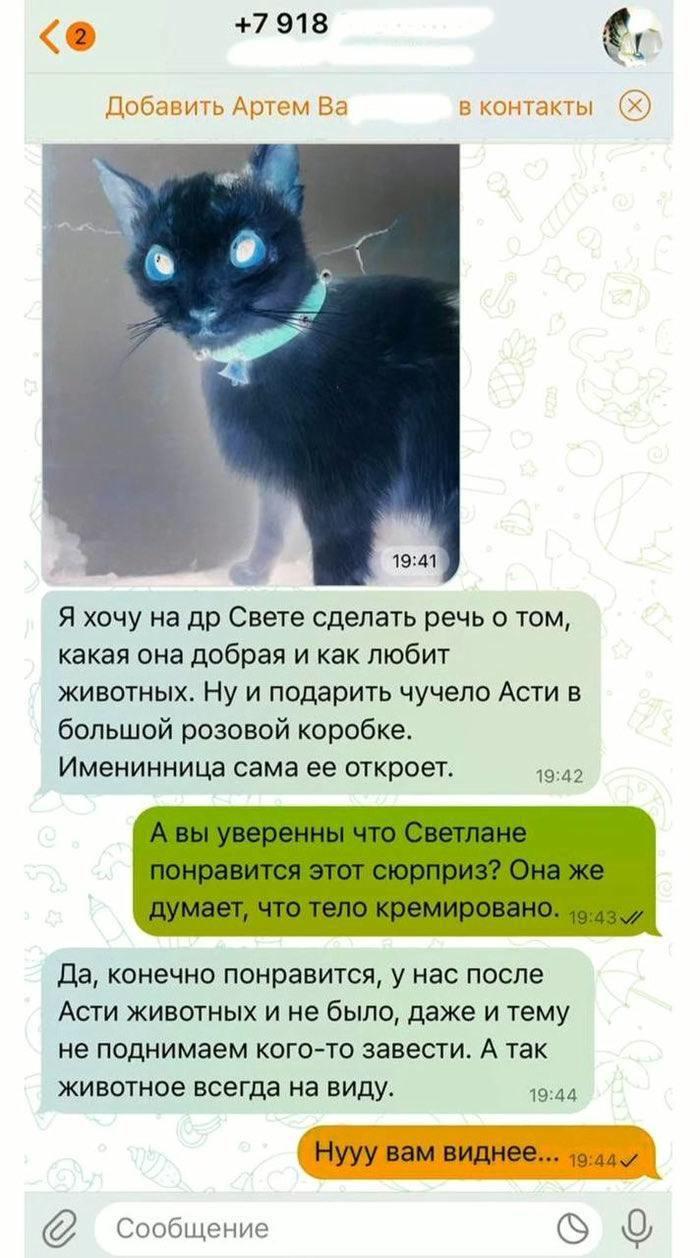 2
+7 918
Добавить Артем Ва в контакты
19:41
Я хочу на др Свете сделать речь о том,
какая она добрая и как любит
животных. Ну и подарить чучело Асти в
большой розовой коробке.
Именинница сама ее откроет.
19:42
А вы уверенны что Светлане
понравится этот сюрприз? Она же
думает, что тело кремировано.
19:43
Да, конечно понравится, у нас после
Асти животных и не было, даже и тему
не поднимаем кого-то завести. А так
животное всегда на виду.
19:44
Нууу вам виднее...
19:44
Сообщение